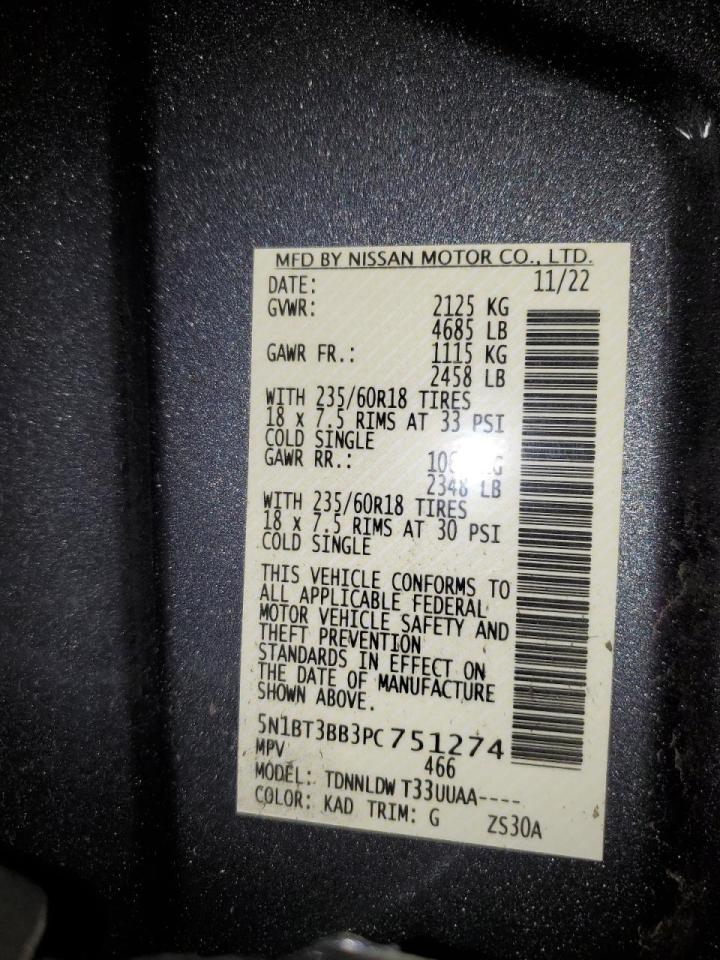 MFD BY NISSAN MOTOR CO., LTD.
DATE: 11/22
GVWR: 2125 KG
4685 LB
GAWR FR.: 1115 KG
2458 LB
WITH 235/60R18 TIRES
18 X 7.5 RIMS AT 33 PSI
COLD SINGLE
GAWR RR.:
2348 LB
WITH 235/60R18 TIRES
18 X 7.5 RIMS AT 30 PSI
COLD SINGLE
THIS VEHICLE CONFORMS TO
ALL APPLICABLE FEDERAL
MOTOR VEHICLE SAFETY AND
THEFT PREVENTION
STANDARDS IN EFFECT ON
THE DATE OF MANUFACTURE
SHOWN ABOVE.
5N1BT3BB3PC751274
MPV 466
MODEL: TDNNLDW T33UUAA----
COLOR: KAD TRIM: G ZS30A